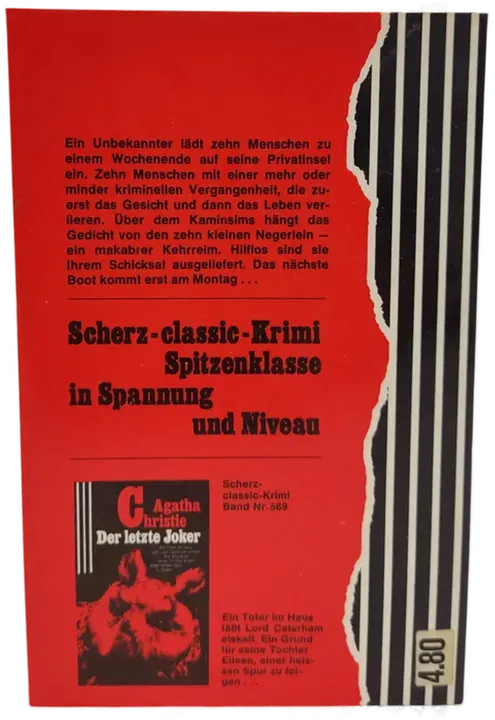 Ein Unbekannter lädt zehn Menschen zu
einem Wochenende auf seine Privatinsel
ein. Zehn Menschen mit einer mehr oder
minder kriminellen Vergangenheit, die zu-
erst das Gesicht und dann das Leben ver-
lieren. Über dem Kaminsims hängt das
Gedicht von den zehn kleinen Negerlein —
ein makabrer Kehrreim. Hilflos sind sie
ihrem Schicksal ausgeliefert. Das nächste
Boot kommt erst am Montag . . .
Scherz-classic-Krimi
Spitzenklasse
in Spannung
und Niveau
Agatha
Christie
Der letzte Joker
Scherz-
classic-Krimi
Band Nr. 569
Ein Toter im Haus
läßt Lord Caterham
eiskalt. Ein Grund
für seine Tochter
Eileen, einer heis-
sen Spur zu fol-
gen . . .
4.80